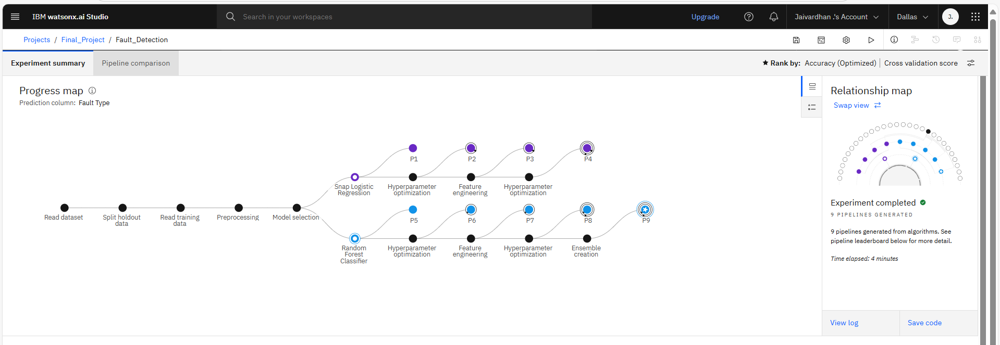 IBM watsonx.ai Studio
Search in your workspaces
Upgrade
Jaivardhan .'s Account
Dallas
J.
Projects / Final_Project / Fault_Detection
Experiment summary
Pipeline comparison
Rank by: Accuracy (Optimized) | Cross validation score
Progress map
Prediction column: Fault Type
P1
P2
P3
P4
Snap Logistic
Regression
Hyperparameter
optimization
Feature
engineering
Hyperparameter
optimization
Read dataset
Split holdout
data
Read training
data
Preprocessing
Model selection
P5
P6
P7
P8
P9
Random
Forest
Classifier
Hyperparameter
optimization
Feature
engineering
Hyperparameter
optimization
Ensemble
creation
Relationship map
Swap view
Experiment completed
9 PIPELINES GENERATED
9 pipelines generated from algorithms. See
pipeline leaderboard below for more detail.
Time elapsed: 4 minutes
View log
Save code